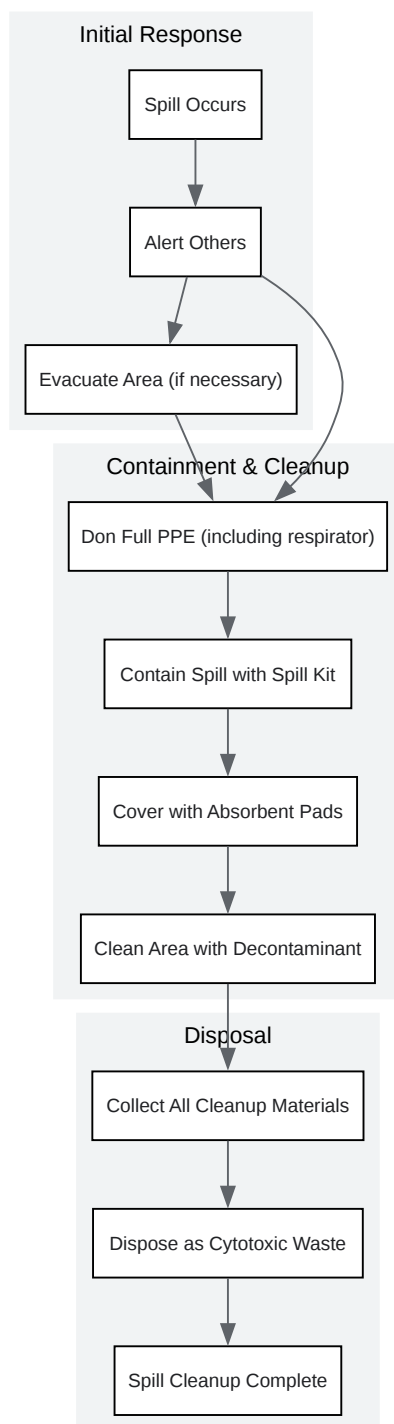 Initial Response
Spill Occurs
Alert Others
Evacuate Area (if necessary)
Containment & Cleanup
Don Full PPE (including respirator)
Contain Spill with Spill Kit
Cover with Absorbent Pads
Clean Area with Decontaminant
Disposal
Collect All Cleanup Materials
Dispose as Cytotoxic Waste
Spill Cleanup Complete